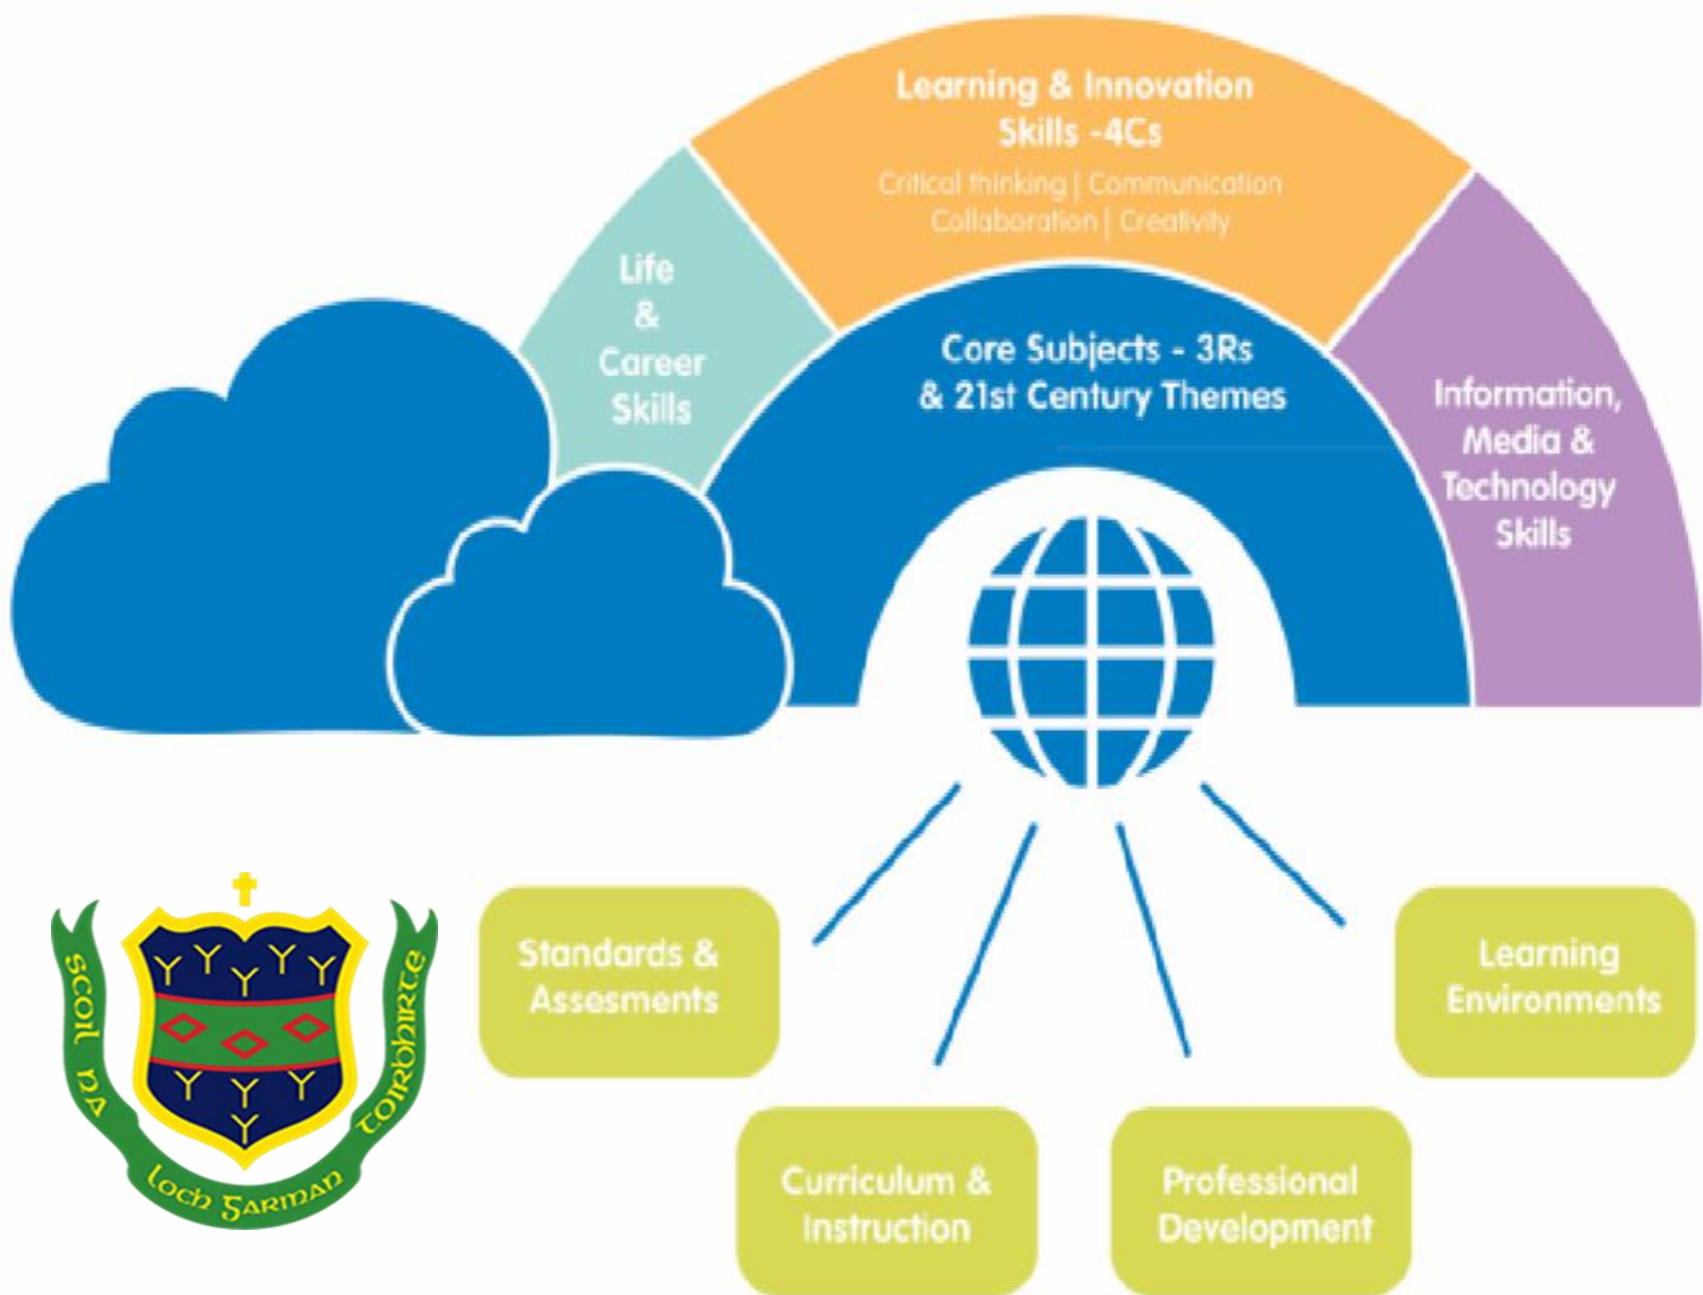 Learning & Innovation
Skills -4Cs
Critical thinking | Communication
Collaboration | Creativity
Life
&
Career
Skills
Core Subjects - 3Rs
& 21st Century Themes
Information,
Media &
Technology
Skills
Standards &
Assesments
Learning
Environments
Curriculum &
Instruction
Professional
Development
scoil na
loch garman
toirbhirte